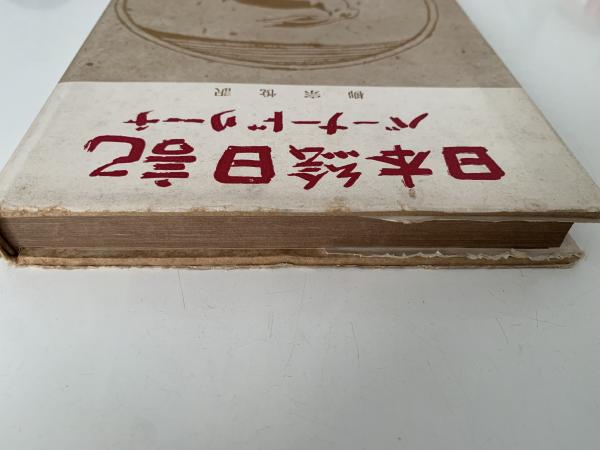 日本絵日記
バーナードリーチ
柳宗悦訳